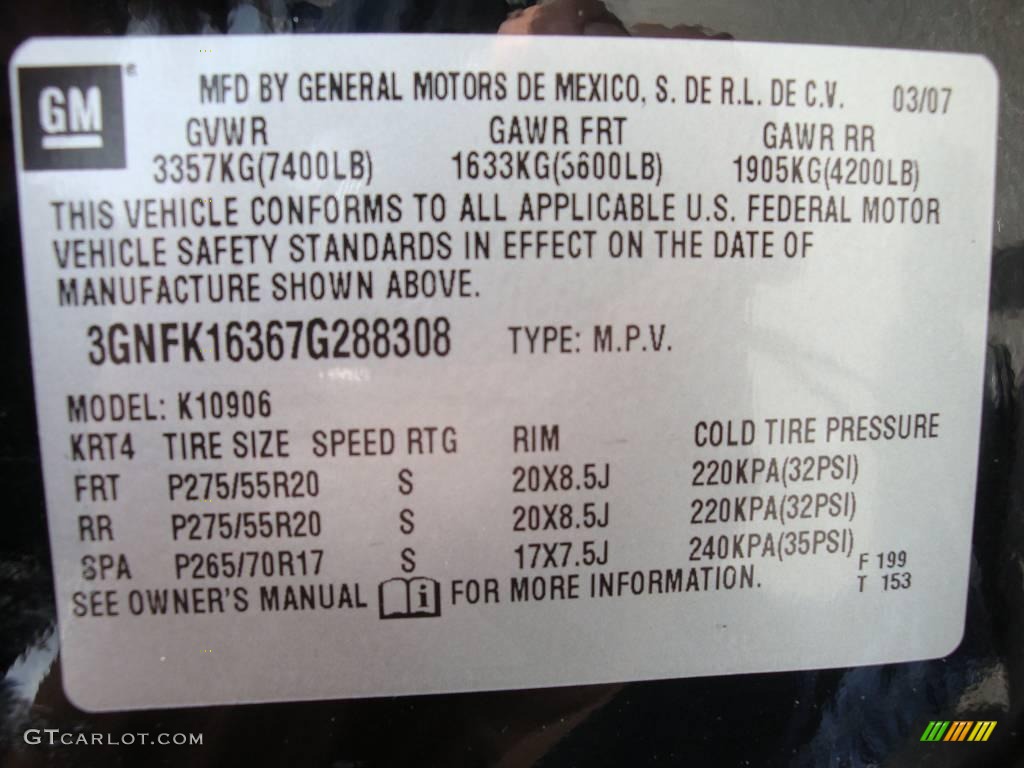 GM
MFD BY GENERAL MOTORS DE MEXICO, S. DE R.L. DE C.V. 03/07
GVWR GAWR FRT GAWR RR
3357KG(7400LB) 1633KG(3600LB) 1905KG(4200LB)
THIS VEHICLE CONFORMS TO ALL APPLICABLE U.S. FEDERAL MOTOR
VEHICLE SAFETY STANDARDS IN EFFECT ON THE DATE OF
MANUFACTURE SHOWN ABOVE.
3GNFK16367G288308 TYPE: M.P.V.
MODEL: K10906
KRT4 TIRE SIZE SPEED RTG RIM COLD TIRE PRESSURE
FRT P275/55R20 S 20X8.5J 220KPA(32PSI)
RR P275/55R20 S 20X8.5J 220KPA(32PSI)
SPA P265/70R17 S 17X7.5J 240KPA(35PSI)
F 199
T 153
SEE OWNER'S MANUAL i FOR MORE INFORMATION.
GTCARLOT.COM